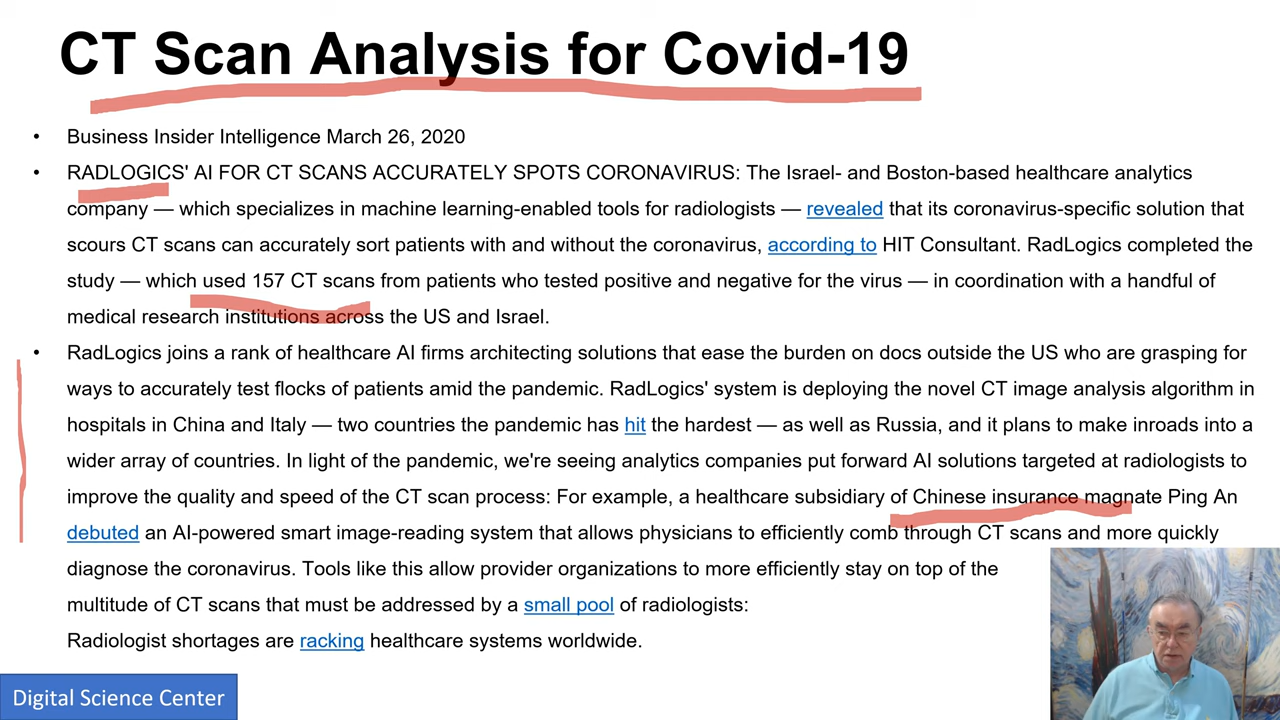 CT Scan Analysis for Covid-19
• Business Insider Intelligence March 26, 2020
• RADLOGICS' AI FOR CT SCANS ACCURATELY SPOTS CORONAVIRUS: The Israel- and Boston-based healthcare analytics
company — which specializes in machine learning-enabled tools for radiologists — revealed that its coronavirus-specific solution that
scours CT scans can accurately sort patients with and without the coronavirus, according to HIT Consultant. RadLogics completed the
study — which used 157 CT scans from patients who tested positive and negative for the virus — in coordination with a handful of
medical research institutions across the US and Israel.
• RadLogics joins a rank of healthcare AI firms architecting solutions that ease the burden on docs outside the US who are grasping for
ways to accurately test flocks of patients amid the pandemic. RadLogics' system is deploying the novel CT image analysis algorithm in
hospitals in China and Italy — two countries the pandemic has hit the hardest — as well as Russia, and it plans to make inroads into a
wider array of countries. In light of the pandemic, we're seeing analytics companies put forward AI solutions targeted at radiologists to
improve the quality and speed of the CT scan process: For example, a healthcare subsidiary of Chinese insurance magnate Ping An
debuted an AI-powered smart image-reading system that allows physicians to efficiently comb through CT scans and more quickly
diagnose the coronavirus. Tools like this allow provider organizations to more efficiently stay on top of the
multitude of CT scans that must be addressed by a small pool of radiologists:
Radiologist shortages are racking healthcare systems worldwide.
Digital Science Center